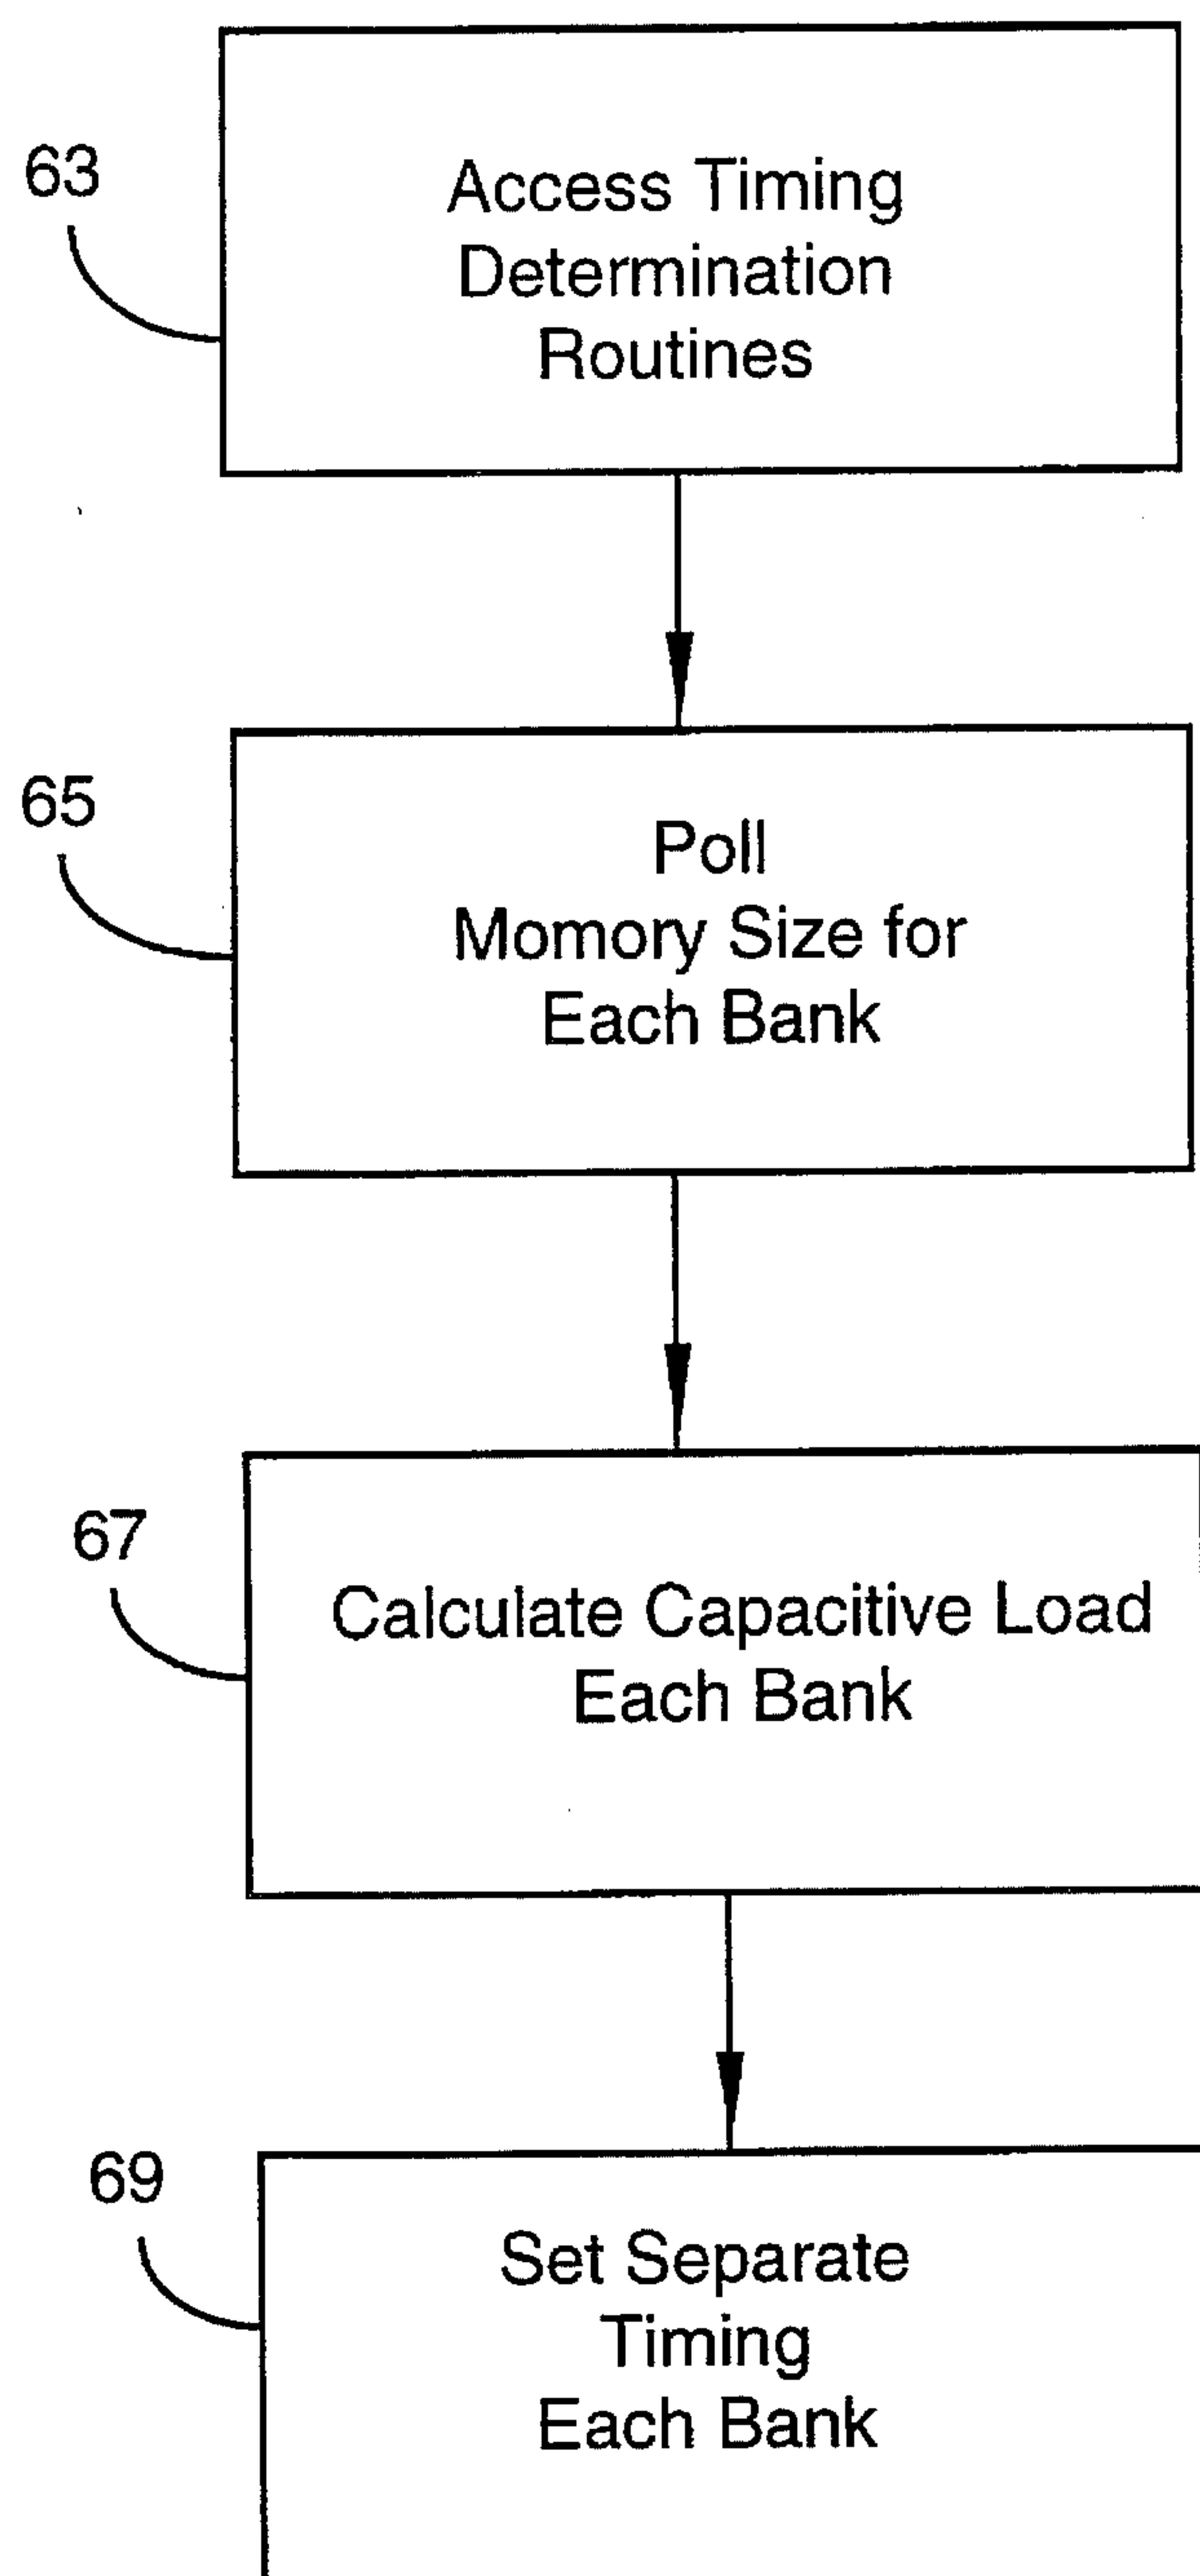 63
Access Timing
Determination
Routines
65
Poll
Momory Size for
Each Bank
67
Calculate Capacitive Load
Each Bank
69
Set Separate
Timing
Each Bank